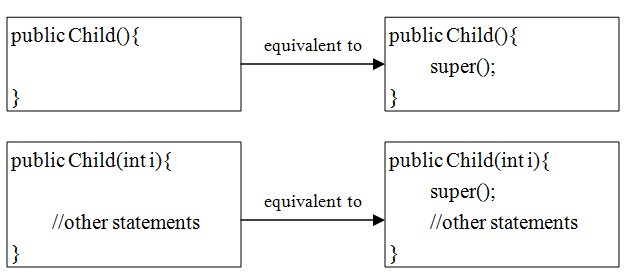 public Child(){
}
equivalent to
public Child(){
super();
}
public Child(int i){
//other statements
}
equivalent to
public Child(int i){
super();
//other statements
}